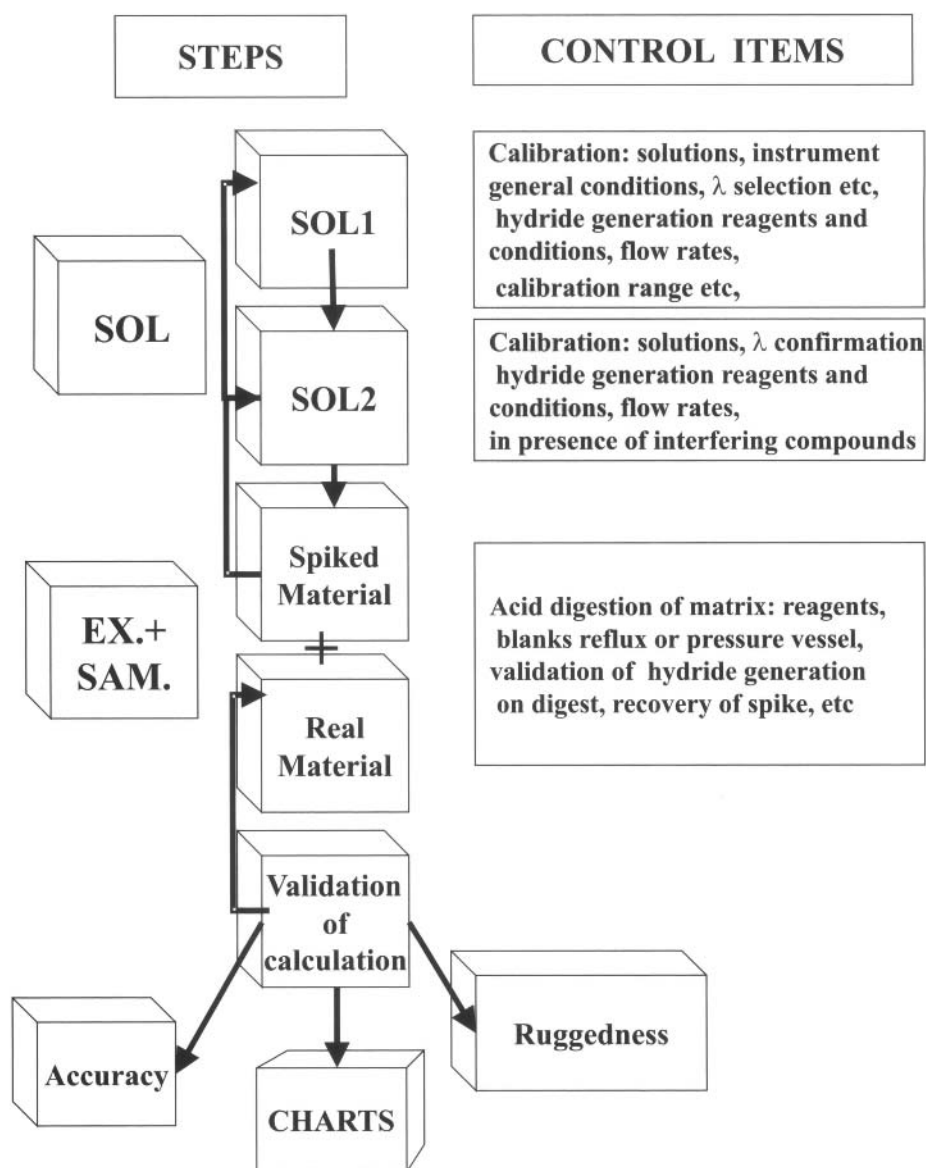 STEPS
CONTROL ITEMS
SOL
SOL1
Calibration: solutions, instrument
general conditions, λ selection etc,
hydride generation reagents and
conditions, flow rates,
calibration range etc,
SOL2
Calibration: solutions, λ confirmation
hydride generation reagents and
conditions, flow rates,
in presence of interfering compounds
EX.+
SAM.
Spiked
Material
+
Real
Material
Acid digestion of matrix: reagents,
blanks reflux or pressure vessel,
validation of hydride generation
on digest, recovery of spike, etc
Validation
of
calculation
Accuracy
CHARTS
Ruggedness